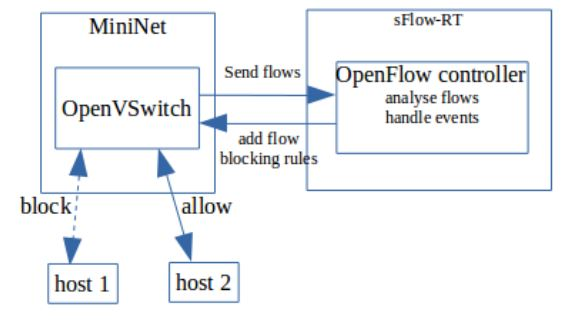 MiniNet
sFlow-RT
Send flows
OpenFlow controller
analyse flows
handle events
OpenVSwitch
add flow
blocking rules
block
allow
host 1
host 2